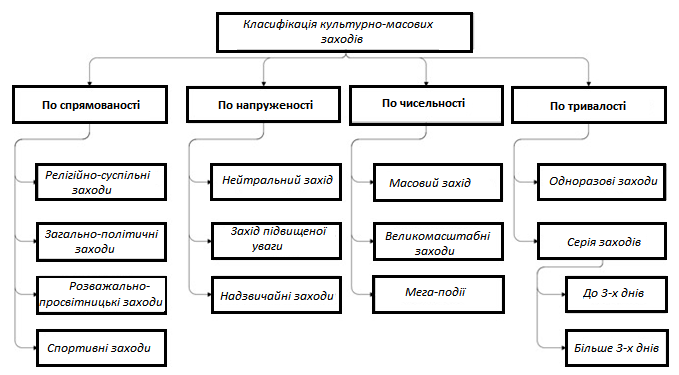 Класифікація культурно-масових
заходів
По спрямованості
По напруженості
По чисельності
По тривалості
Релігійно-суспільні
заходи
Нейтральний захід
Масовий захід
Одноразові заходи
Загально-політичні
заходи
Захід підвищеної
уваги
Великомасштабні
заходи
Серія заходів
Розважально-
просвітницькі заходи
Надзвичайні заходи
Мега-події
До 3-х днів
Спортивні заходи
Більше 3-х днів